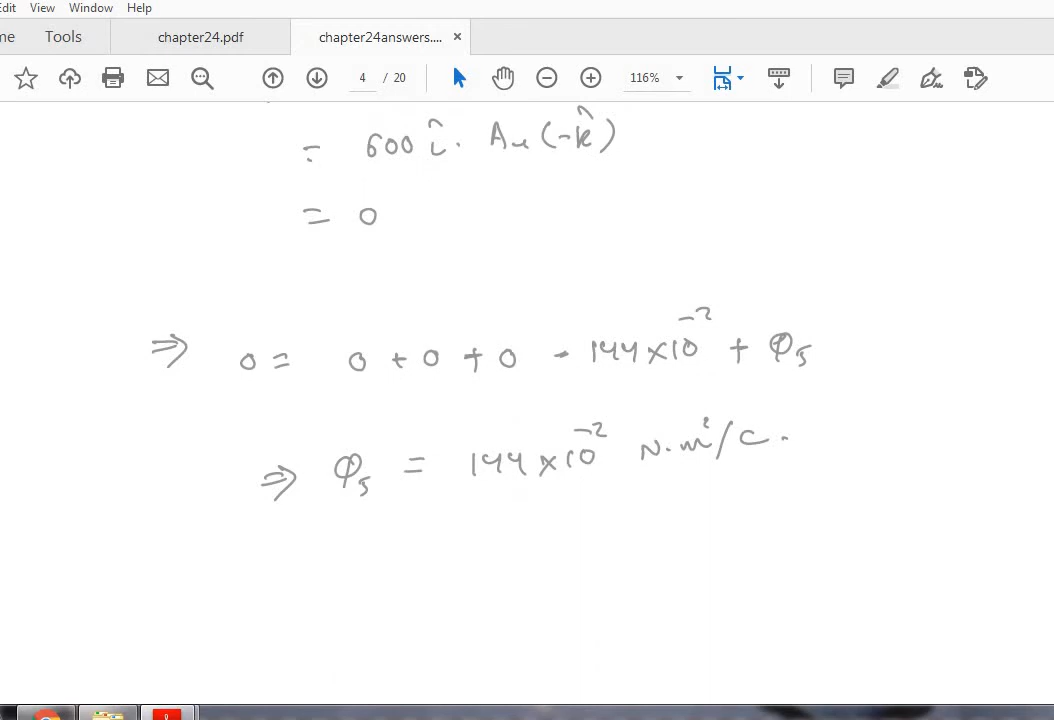 Edit View Window Help
me Tools chapter24.pdf chapter24answers.... ×
4 / 20 116%
= 600 î. A₄(-k̂)
= 0
⇒ 0 = 0 + 0 + 0 - 144×10⁻² + Φ₅
⇒ Φ₅ = 144×10⁻² N.m²/C.